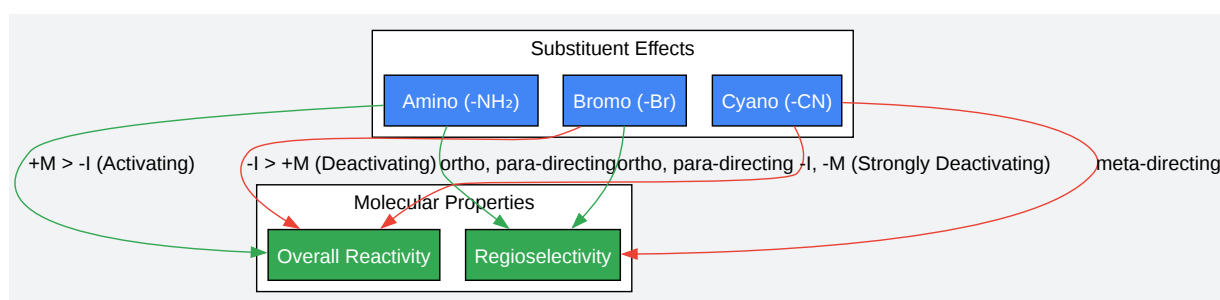 Substituent Effects
Amino (-NH₂)
Bromo (-Br)
Cyano (-CN)
+M > -I (Activating)
-I > +M (Deactivating)
ortho, para-directing
ortho, para-directing
-I, -M (Strongly Deactivating)
meta-directing
Molecular Properties
Overall Reactivity
Regioselectivity